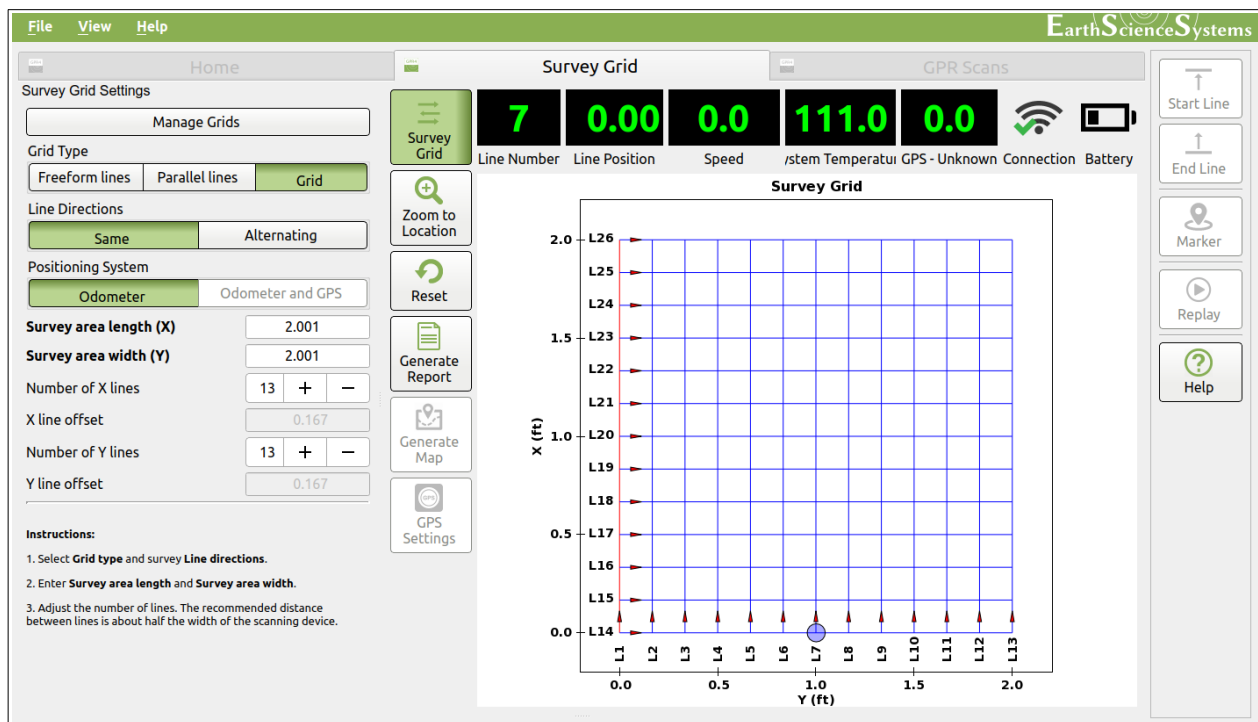 File View Help
EarthScienceSystems
Home
Survey Grid
GPR Scans
Survey Grid Settings
Manage Grids
Grid Type
Freeform lines Parallel lines Grid
Line Directions
Same Alternating
Positioning System
Odometer Odometer and GPS
Survey area length (X) 2.001
Survey area width (Y) 2.001
Number of X lines 13 + −
X line offset 0.167
Number of Y lines 13 + −
Y line offset 0.167
Instructions:
1. Select Grid type and survey Line directions.
2. Enter Survey area length and Survey area width.
3. Adjust the number of lines. The recommended distance
between lines is about half the width of the scanning device.
Survey
Grid
Zoom to
Location
Reset
Generate
Report
Generate
Map
GPS
GPS
Settings
7 0.00 0.0 111.0 0.0
Line Number Line Position Speed /stem Temperatur GPS - Unknown Connection Battery
Survey Grid
2.0 L26
L25
L24
1.5 L23
L22
L21
X (ft)
1.0 L20
L19
L18
0.5 L17
L16
L15
0.0 L14
L1 L2 L3 L4 L5 L6 L7 L8 L9 L10 L11 L12 L13
0.0 0.5 1.0 1.5 2.0
Y (ft)
Start Line
End Line
Marker
Replay
Help